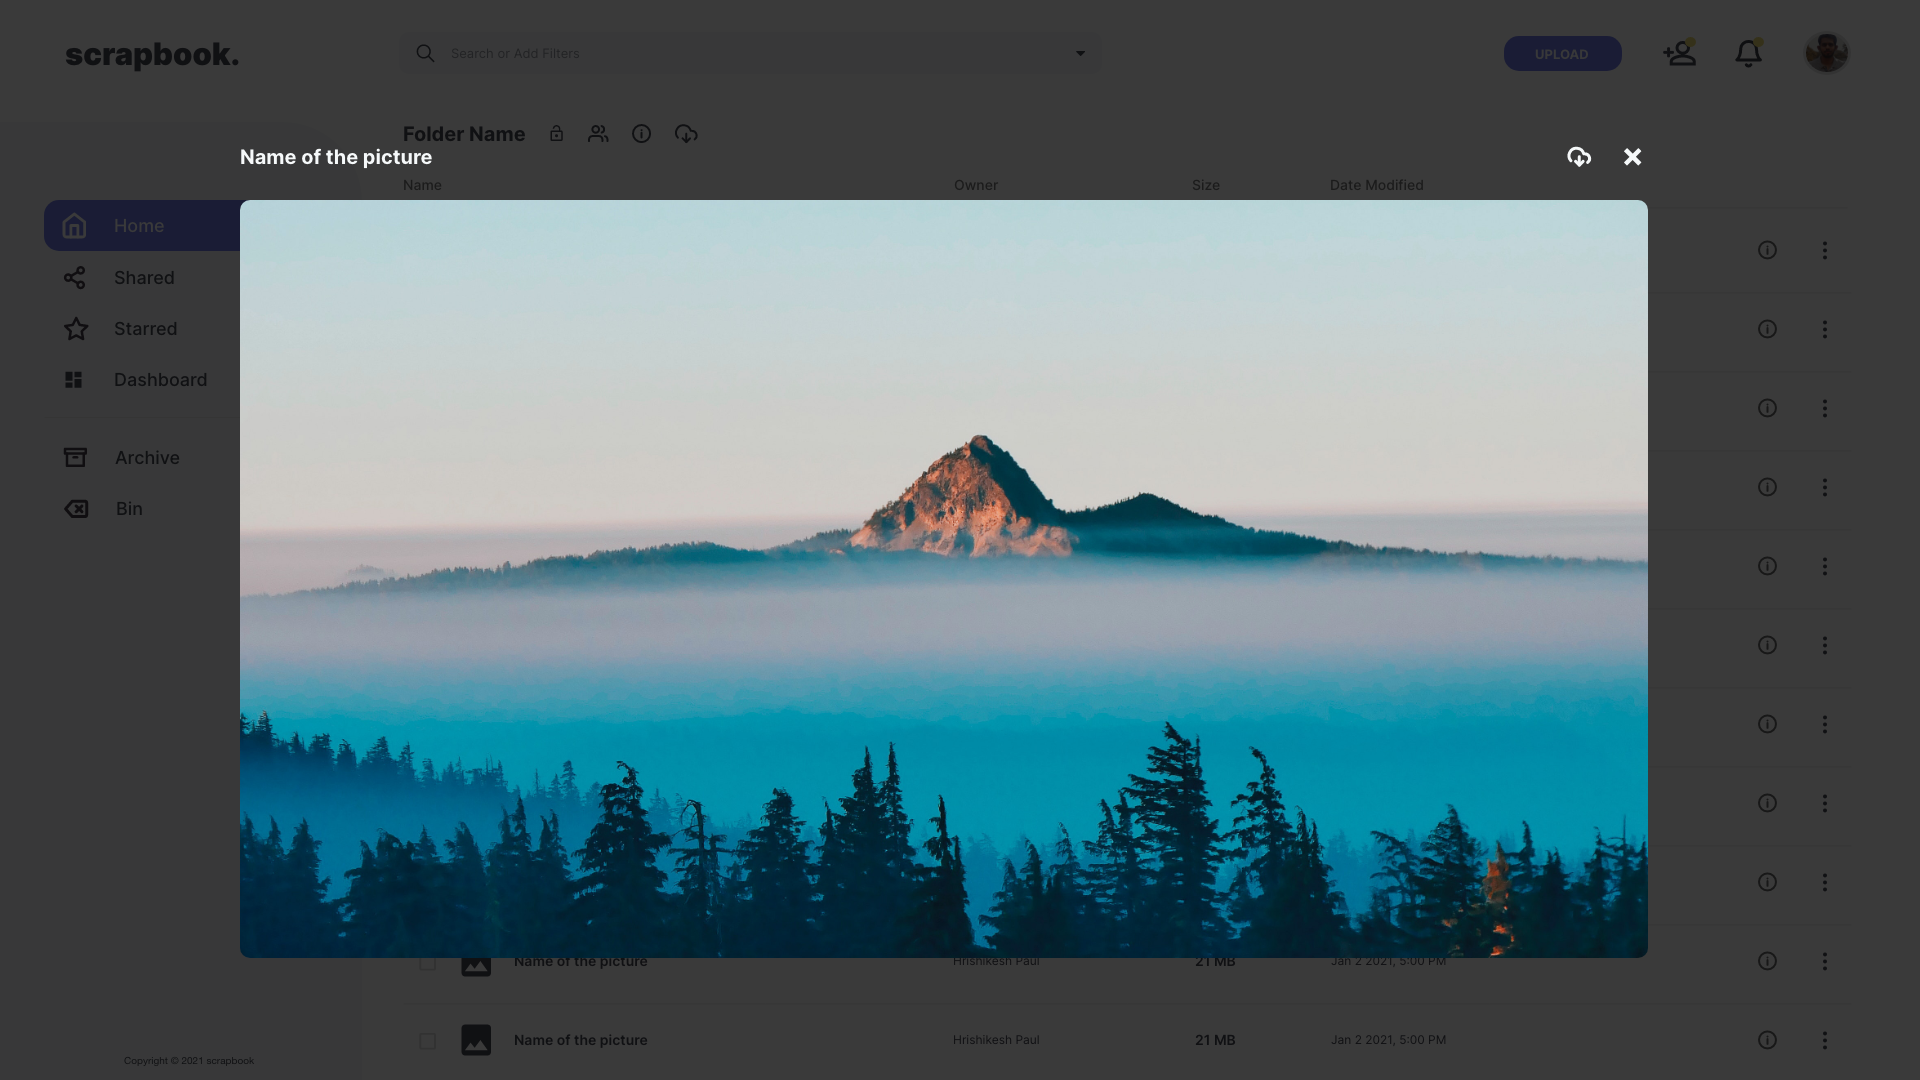 scrapbook.
Search or Add Filters
UPLOAD
Folder Name
Name of the picture
Name Owner Size Date Modified
Home
Shared
Starred
Dashboard
Archive
Bin
Name of the picture Hrishikesh Paul 21 MB Jan 2 2021, 5:00 PM
Name of the picture Hrishikesh Paul 21 MB Jan 2 2021, 5:00 PM
Copyright © 2021 scrapbook